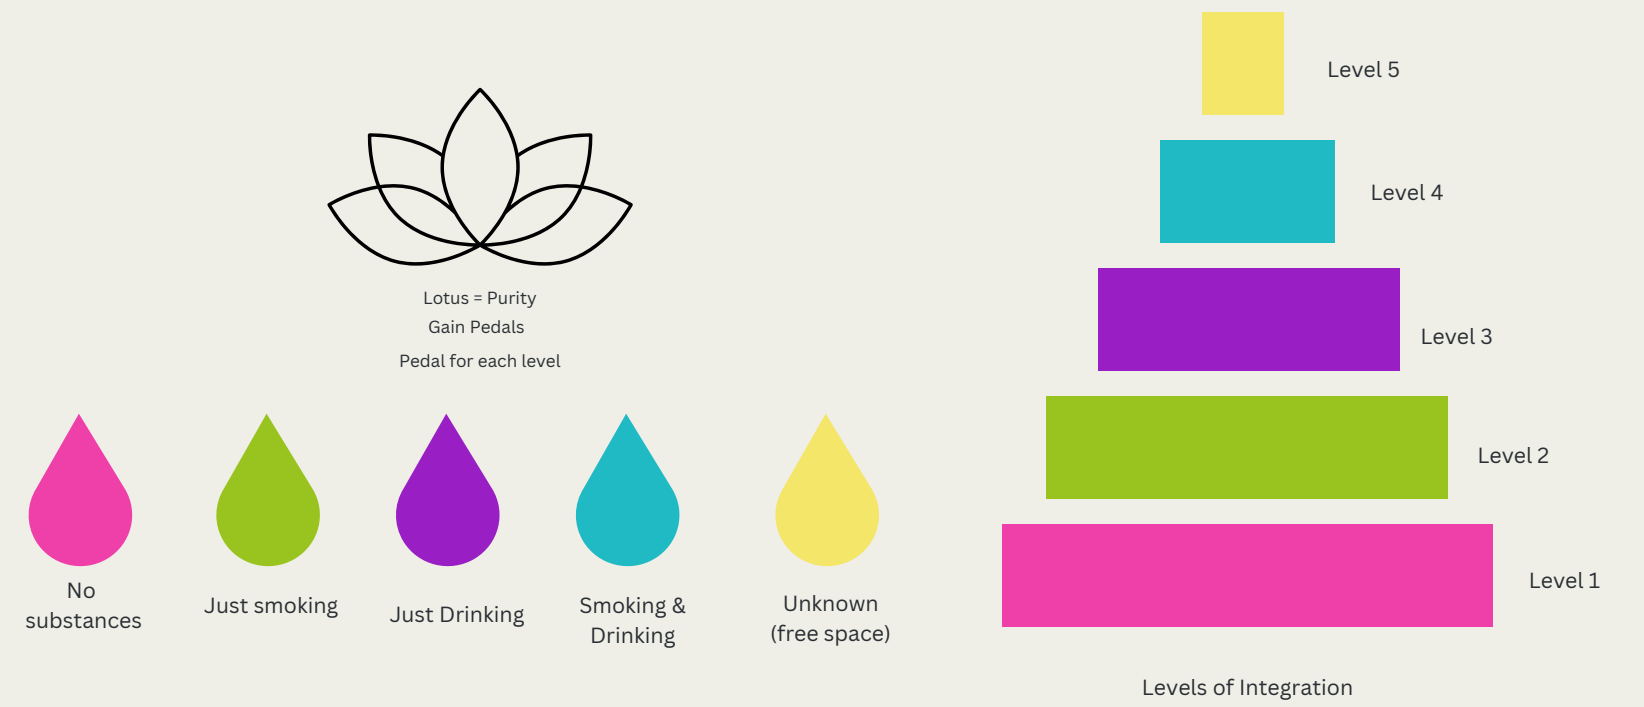 Lotus = Purity
Gain Pedals
Pedal for each level
No
substances
Just smoking
Just Drinking
Smoking &
Drinking
Unknown
(free space)
Level 5
Level 4
Level 3
Level 2
Level 1
Levels of Integration